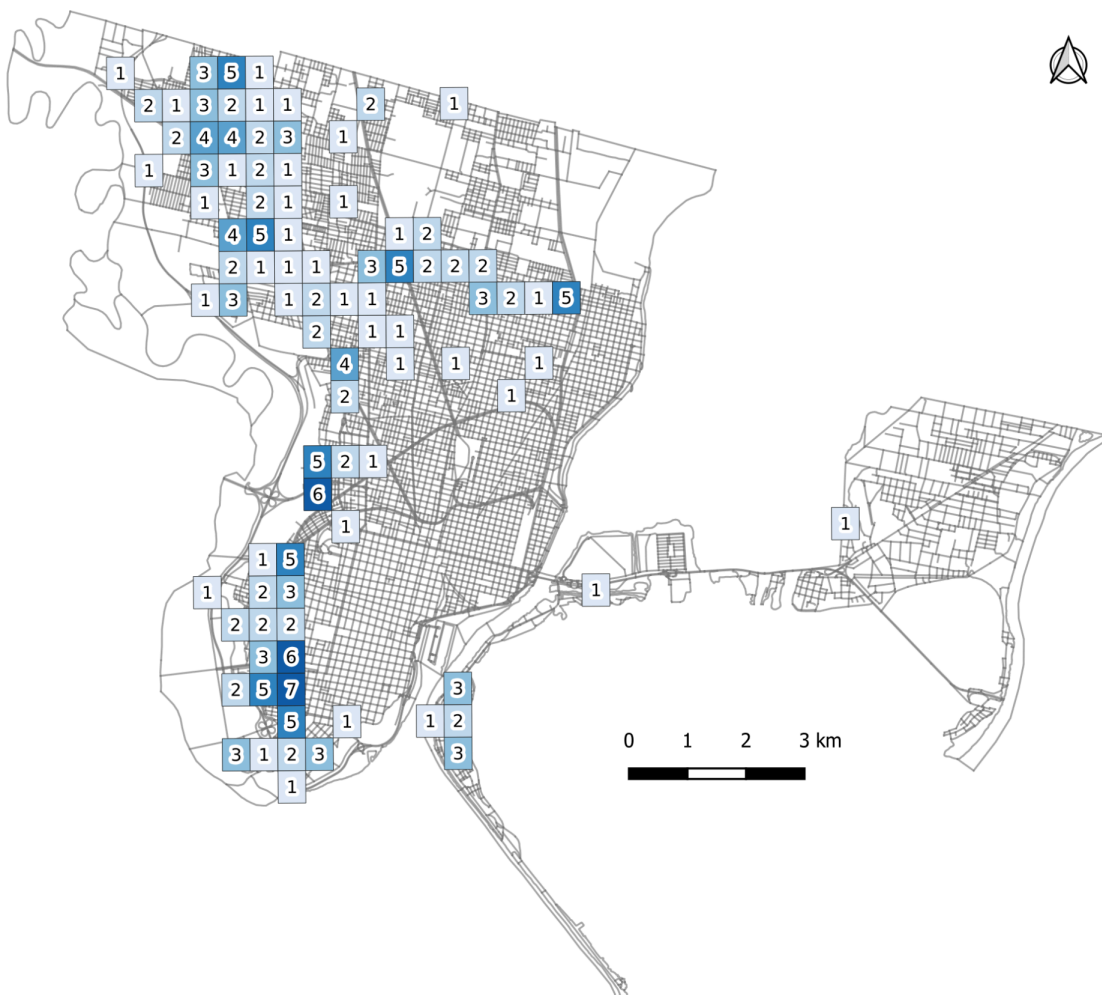 1 3 5 1
2 1 3 2 1 1 2 1
2 4 4 2 3 1
1 3 1 2 1
1 2 1 1
4 5 1 1 2
2 1 1 1 3 5 2 2 2
1 3 1 2 1 1 3 2 1 5
2 1 1
4 1 1 1
2 1
5 2 1
6
1 1
1 5
1 2 3 1
2 2 2
3 6
2 5 7 3
5 1 1 2
0 1 2 3 km
3 1 2 3 3
1